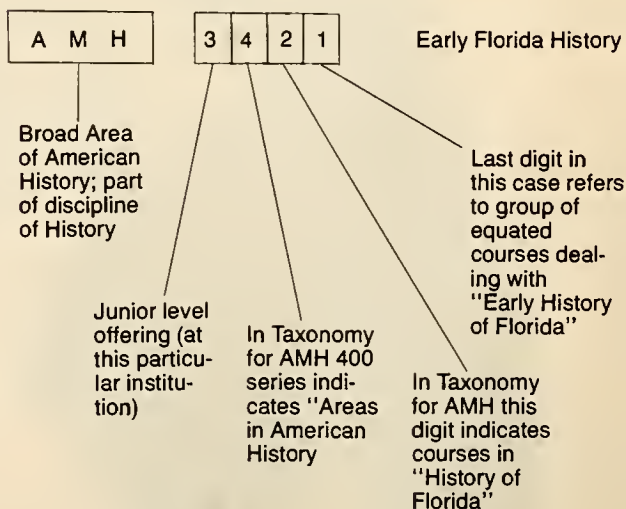 A M H 3 4 2 1 Early Florida History
Broad Area
of American
History; part
of discipline
of History
Last digit in
this case refers
to group of
equated
courses deal-
ing with
"Early History
of Florida"
Junior level
offering (at
this particu-
lar institu-
tion)
In Taxonomy
for AMH 400
series indi-
cates "Areas
in American
History
In Taxonomy
for AMH this
digit indicates
courses in
"History of
Florida"